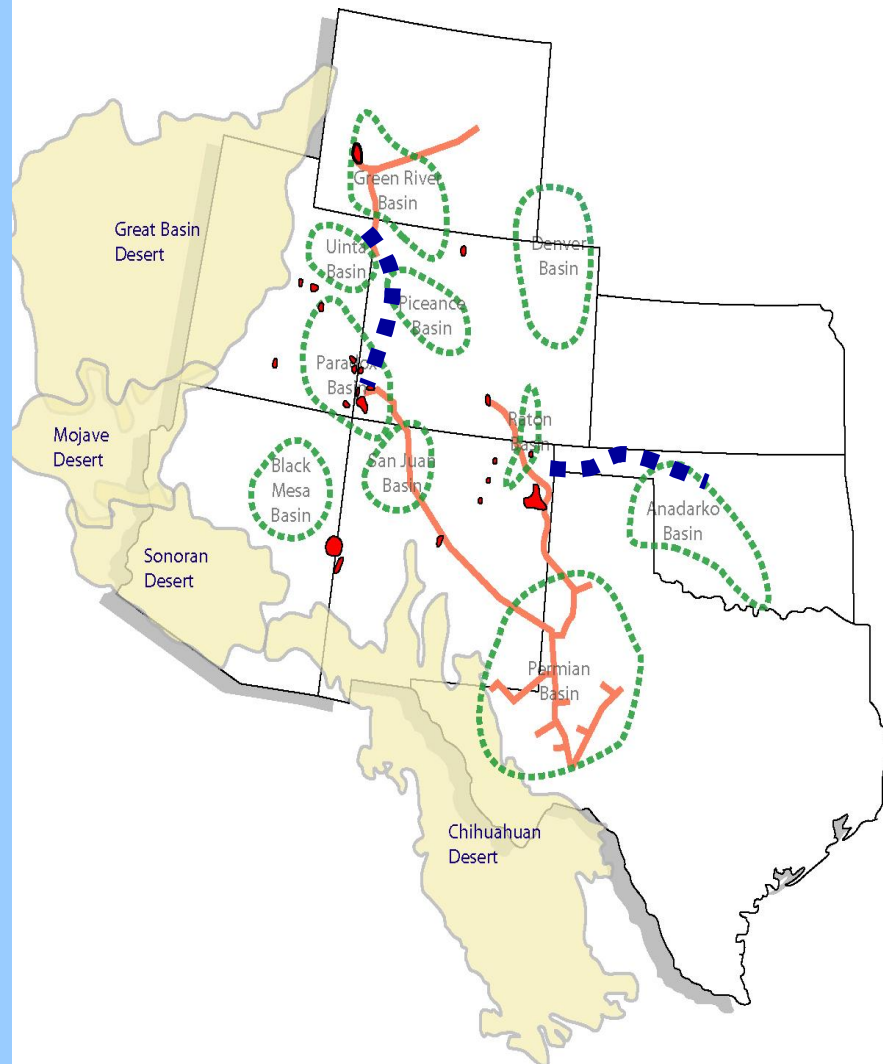 Green River
Basin
Great Basin
Desert
Uinta
Basin
Denver
Basin
Piceance
Basin
Paradox
Basin
Mojave
Desert
Raton
Basin
Black
Mesa
Basin
San Juan
Basin
Anadarko
Basin
Sonoran
Desert
Permian
Basin
Chihuahuan
Desert